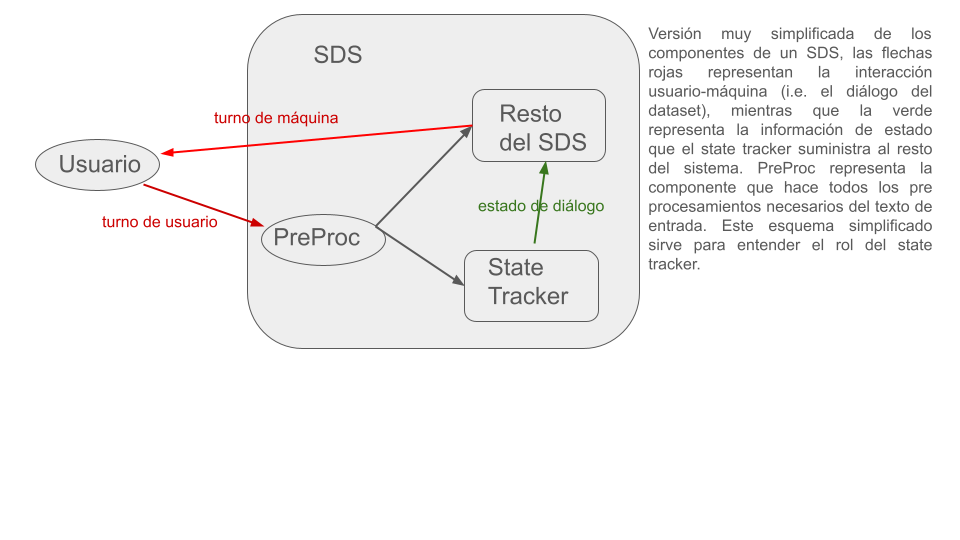 SDS
turno de máquina
Resto
del SDS
Usuario
turno de usuario
estado de diálogo
PreProc
State
Tracker
Versión muy simplificada de los
componentes de un SDS, las flechas
rojas representan la interacción
usuario-máquina (i.e. el diálogo del
dataset), mientras que la verde
representa la información de estado
que el state tracker suministra al resto
del sistema. PreProc representa la
componente que hace todos los pre
procesamientos necesarios del texto de
entrada. Este esquema simplificado
sirve para entender el rol del state
tracker.